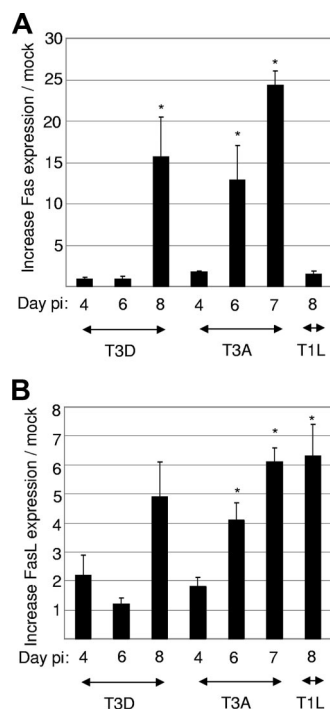 A
Increase Fas expression / mock
30
25
20
15
10
5
* * *
Day pi: 4 6 8 4 6 7 8
T3D T3A T1L
B
Increase FasL expression / mock
8
7
6
5
4
3
2
1
* * *
Day pi: 4 6 8 4 6 7 8
T3D T3A T1L